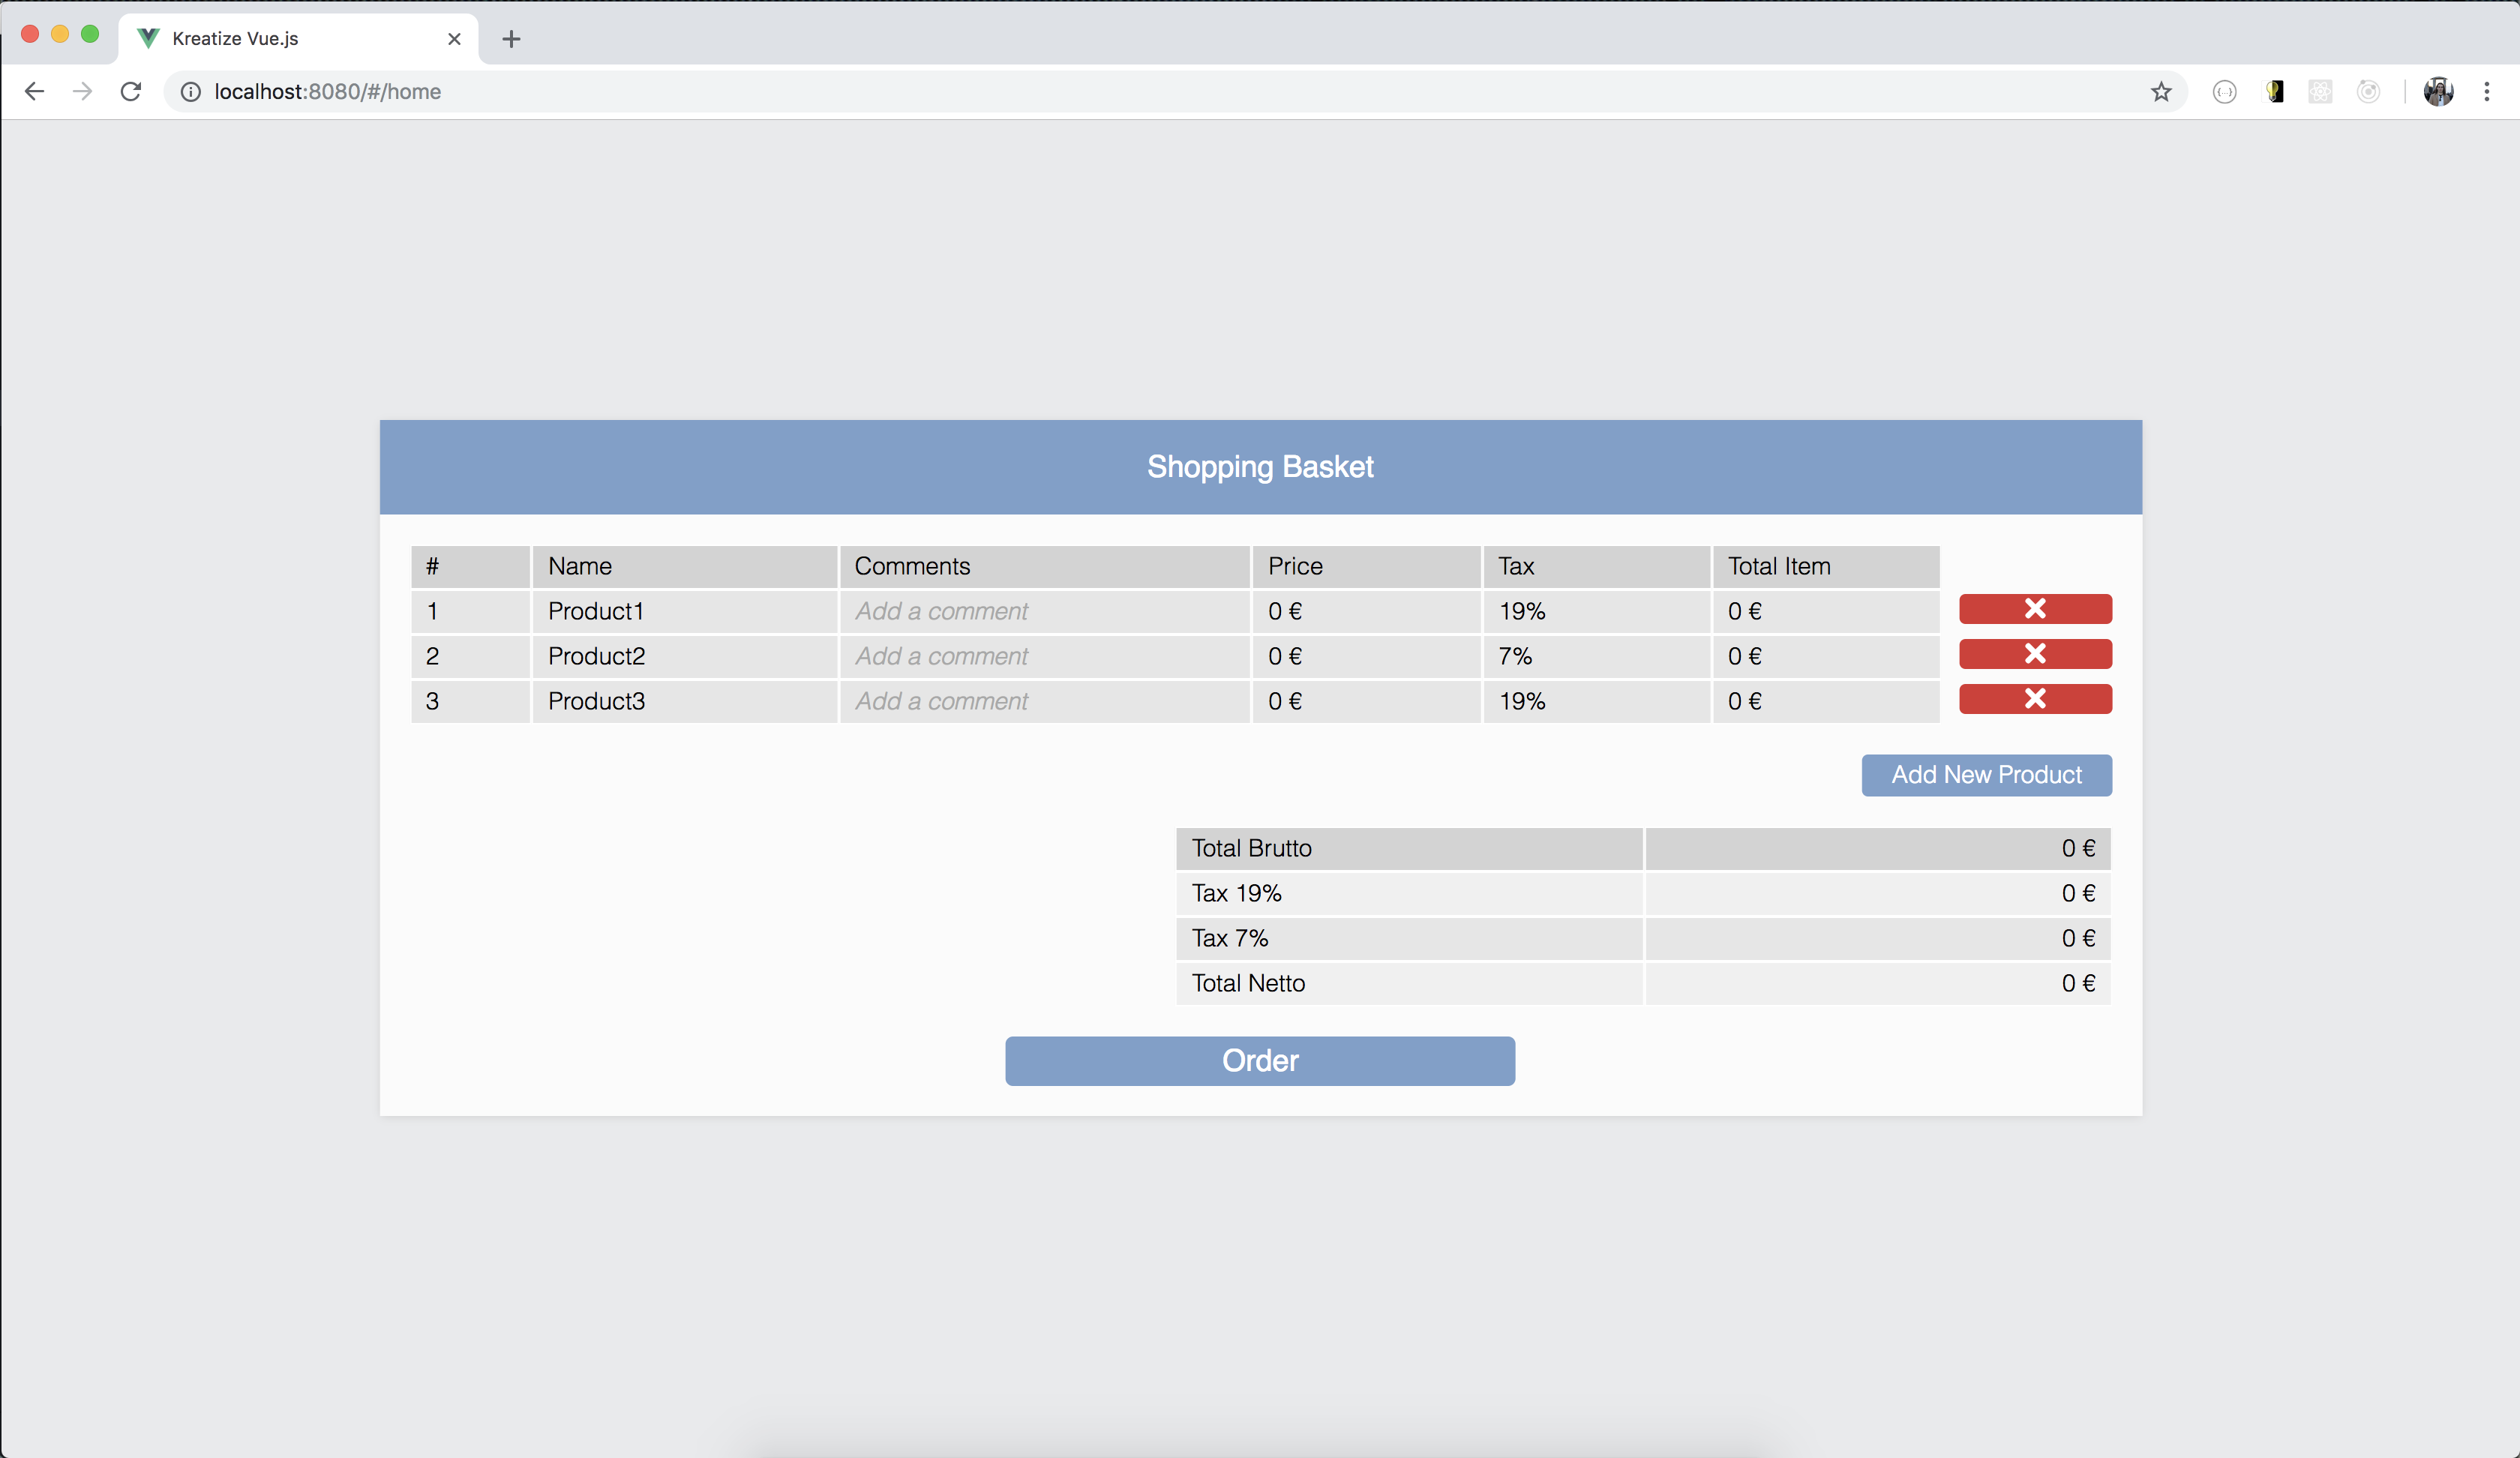 Kreatize Vue.js
localhost:8080/#/home
Shopping Basket
# Name Comments Price Tax Total Item
1 Product1 Add a comment 0 € 19% 0 €
2 Product2 Add a comment 0 € 7% 0 €
3 Product3 Add a comment 0 € 19% 0 €
Add New Product
Total Brutto 0 €
Tax 19% 0 €
Tax 7% 0 €
Total Netto 0 €
Order